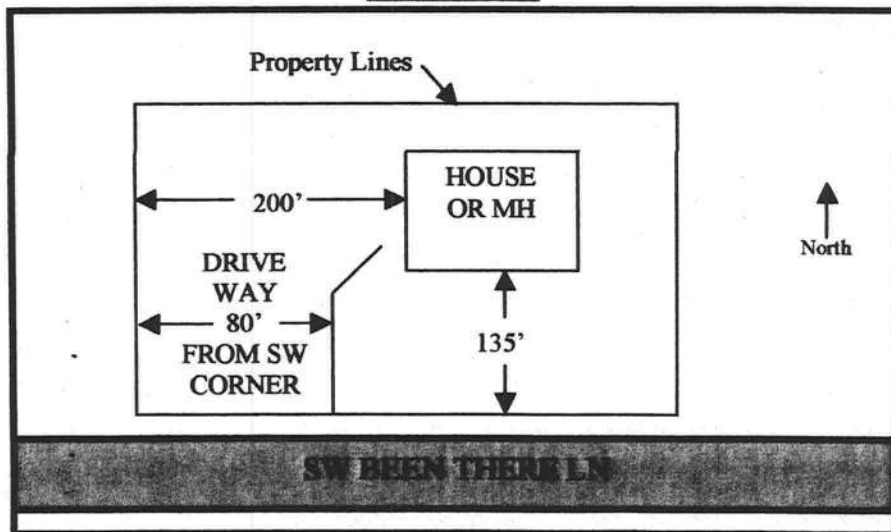 Property Lines
HOUSE
OR MH
200’
North
DRIVE
WAY
80’
FROM SW
CORNER
135’
SW BEEN THERE LN